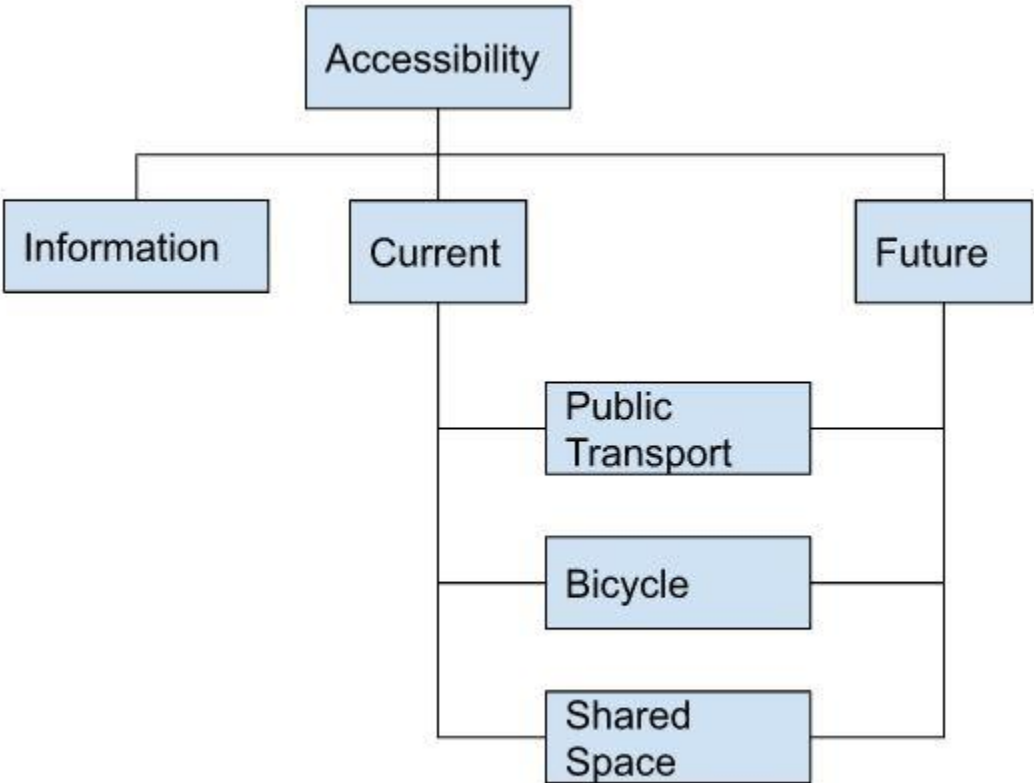 Accessibility
Information
Current
Future
Public
Transport
Bicycle
Shared
Space